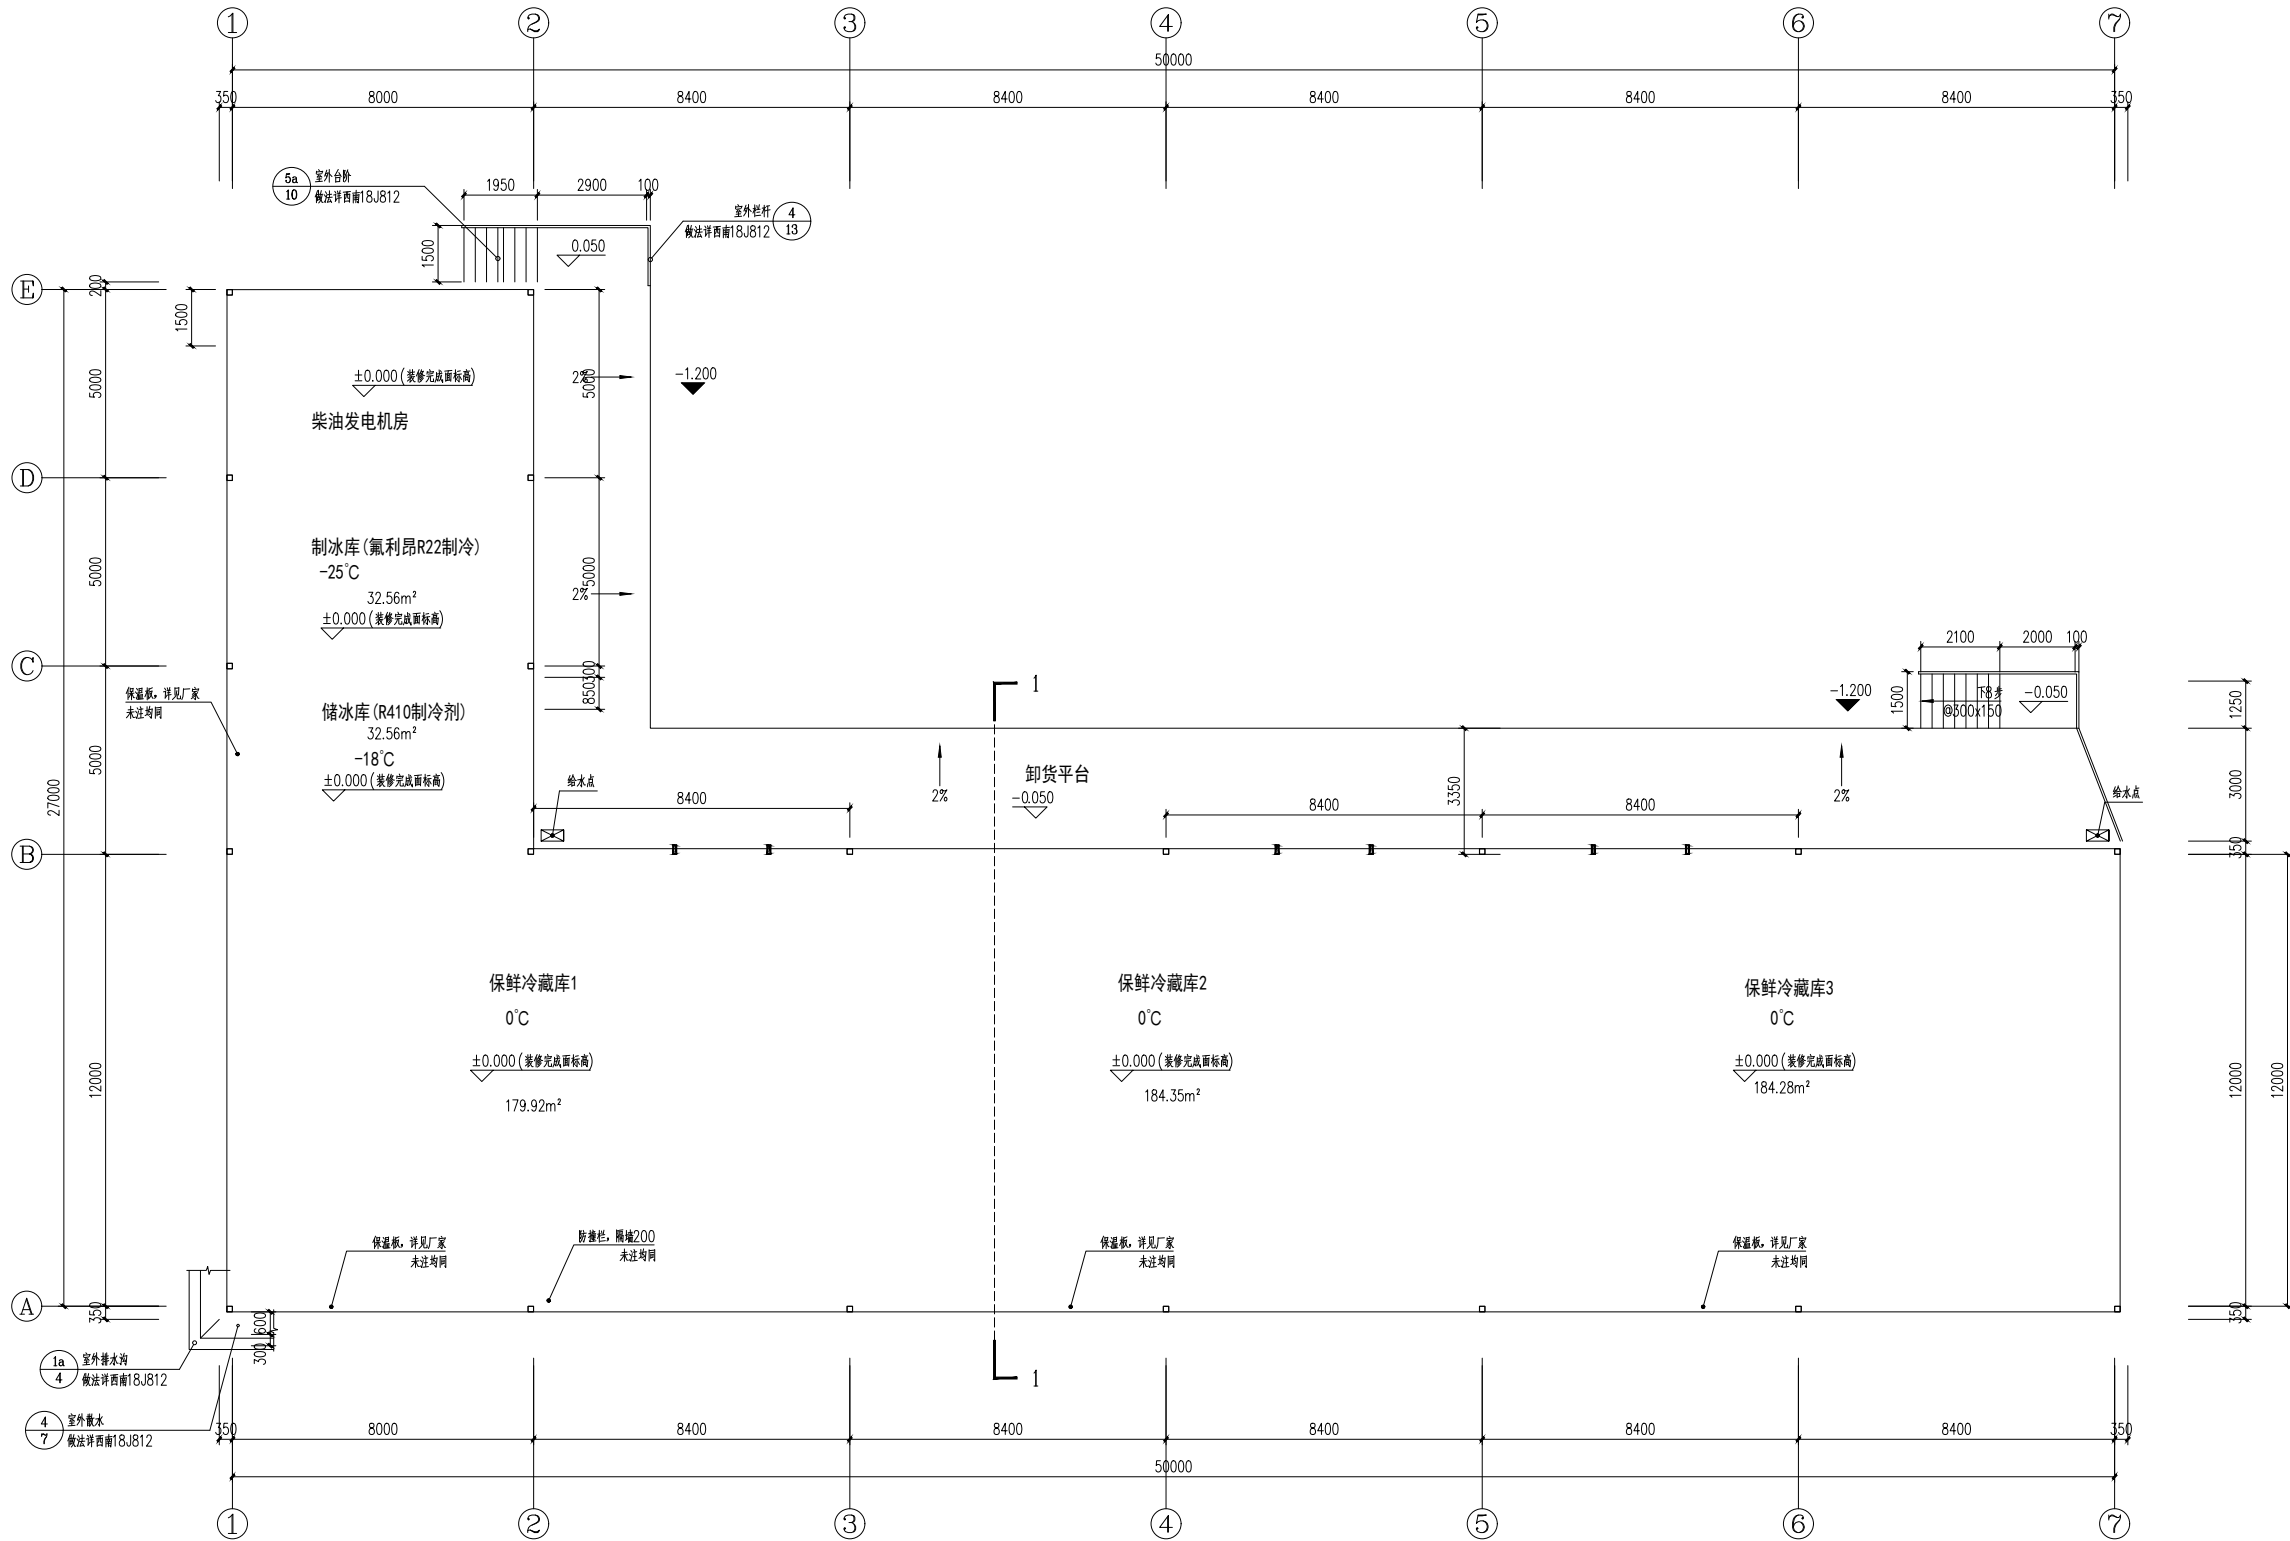 1 2 3 4 5 6 7
50000
350 8000 8400 8400 8400 8400 8400 350
5a
10
室外台阶
做法详西南18J812
1950 2900 100
室外栏杆
做法详西南18J812
4
13
1500
0.050
E
200
1500
5000
±0.000(装修完成面标高)
2%
5000
-1.200
柴油发电机房
D
制冰库(氟利昂R22制冷)
-25℃
32.56m²
±0.000(装修完成面标高)
5000
2%
5000
2100 2000 100
C
300
850
保温板，详见厂家
未注均同
储冰库(R410制冷剂)
32.56m²
-18℃
±0.000(装修完成面标高)
5000
27000
1
-1.200
1500
下8步
@300x150
-0.050
1250
给水点
8400
2%
卸货平台
-0.050
3350
8400
8400
2%
给水点
3000
B
350
保鲜冷藏库1
0℃
±0.000(装修完成面标高)
179.92m²
保鲜冷藏库2
0℃
±0.000(装修完成面标高)
184.35m²
保鲜冷藏库3
0℃
±0.000(装修完成面标高)
184.28m²
12000
12000
12000
保温板，详见厂家
未注均同
防撞栏，隔墙200
未注均同
保温板，详见厂家
未注均同
保温板，详见厂家
未注均同
A
350
600
300
350
1a
4
室外排水沟
做法详西南18J812
1
4
7
室外散水
做法详西南18J812
350 8000 8400 8400 8400 8400 8400 350
50000
1 2 3 4 5 6 7